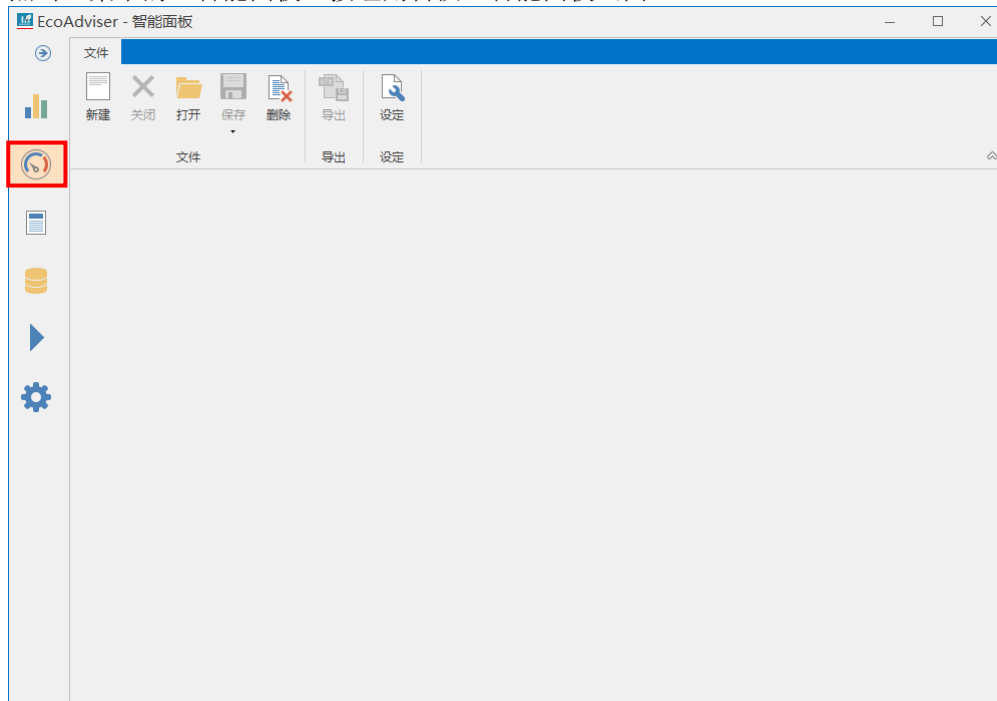 EcoAdviser - 智能面板
文件
新建 关闭 打开 保存 删除 导出 设定
文件 导出 设定